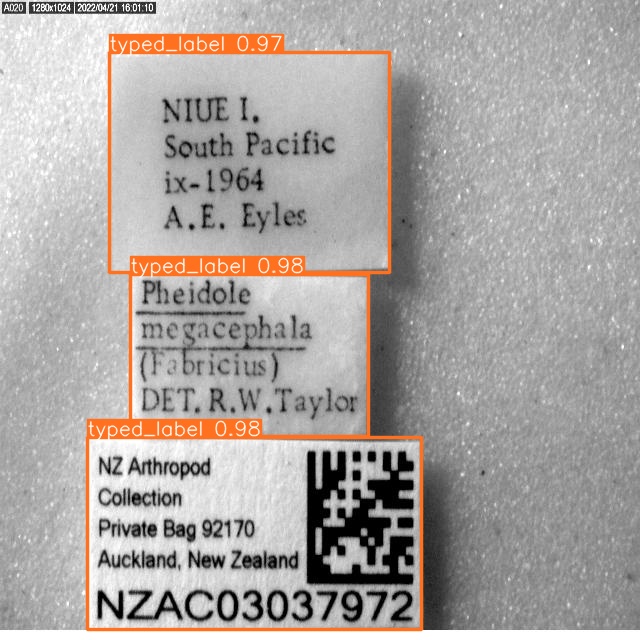 A020 1280x1024 2022/04/21 16:01:10
typed_label 0.97
NIUE I.
South Pacific
ix-1964
A.E. Eyles
typed_label 0.98
Pheidole
megacephala
(Fabricius)
DET. R.W.Taylor
typed_label 0.98
NZ Arthropod
Collection
Private Bag 92170
Auckland, New Zealand
NZAC03037972